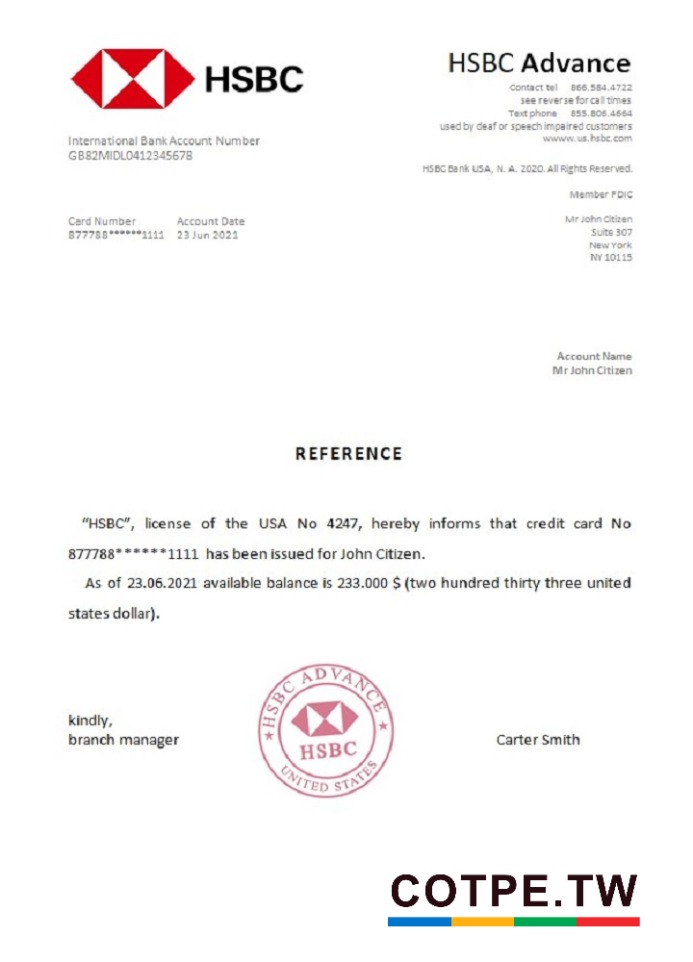 HSBC
HSBC Advance
Contact tel 866.584.4722
see reverse for call times
Text phone 855.806.4664
used by deaf or speech impaired customers
wwww.us.hsbc.com
International Bank Account Number
GB82MIDL0412345678
HSBC Bank USA, N. A. 2020. All Rights Reserved.
Member FDIC
Card Number Account Date
877788******1111 23 Jun 2021
Mr John Citizen
Suite 307
New York
NY 10115
Account Name
Mr John Citizen
REFERENCE
“HSBC”, license of the USA No 4247, hereby informs that credit card No
877788******1111 has been issued for John Citizen.
As of 23.06.2021 available balance is 233.000 $ (two hundred thirty three united
states dollar).
kindly,
branch manager
HSBC ADVANCE
HSBC
UNITED STATES
Carter Smith
COTPE.TW